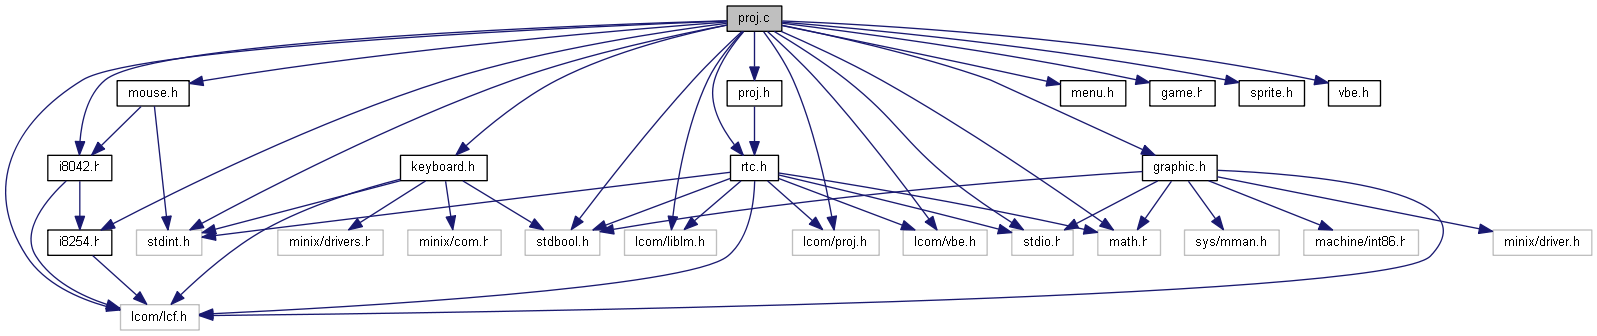 proj.c
mouse.h
proj.h
menu.h
game.h
sprite.h
vbe.h
i8042.h
keyboard.h
rtc.h
graphic.h
i8254.h
stdint.h
minix/drivers.h
minix/com.h
stdbool.h
lcom/liblm.h
lcom/proj.h
lcom/vbe.h
stdio.h
math.h
sys/mman.h
machine/int86.h
minix/driver.h
lcom/lcf.h